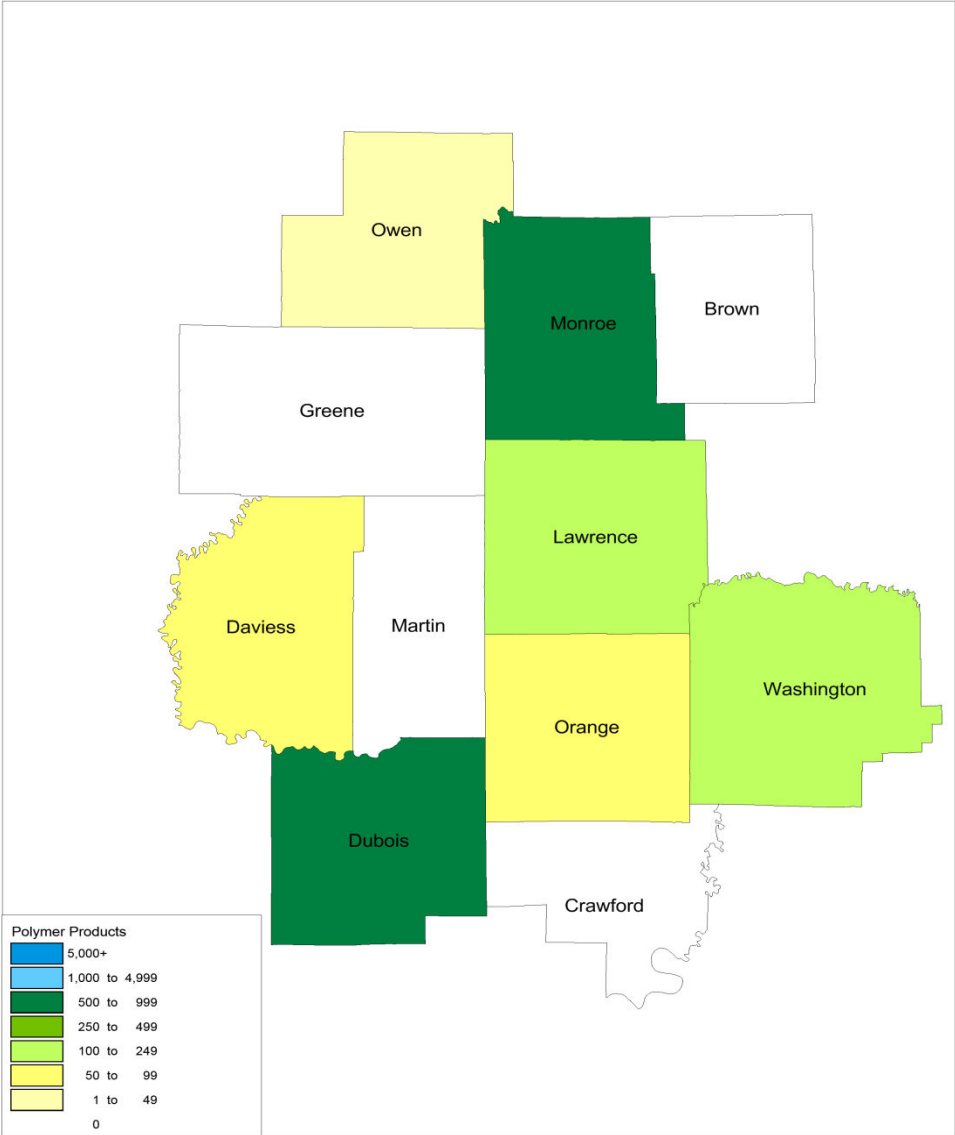 Owen
Brown
Monroe
Greene
Lawrence
Daviess
Martin
Washington
Orange
Dubois
Crawford
Polymer Products
5,000+
1,000 to 4,999
500 to 999
250 to 499
100 to 249
50 to 99
1 to 49
0